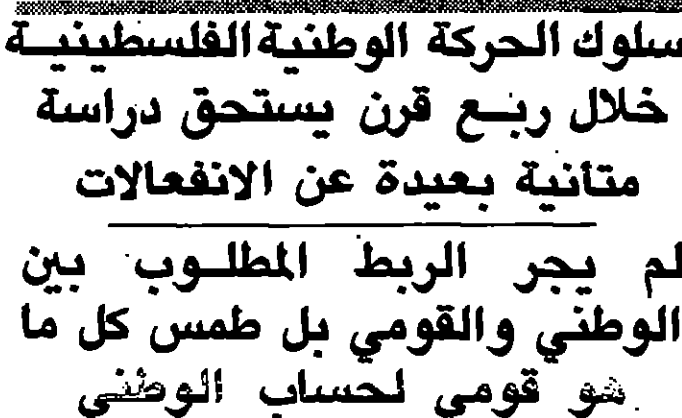 سلوك الحركة الوطنية الفلسطينية
خلال ربع قرن يستحق دراسة
متأنية بعيدة عن الانفعالات
لم يجر الربط المطلوب بين
الوطني والقومي بل طمس كل ما
هو قومي لحساب الوطني